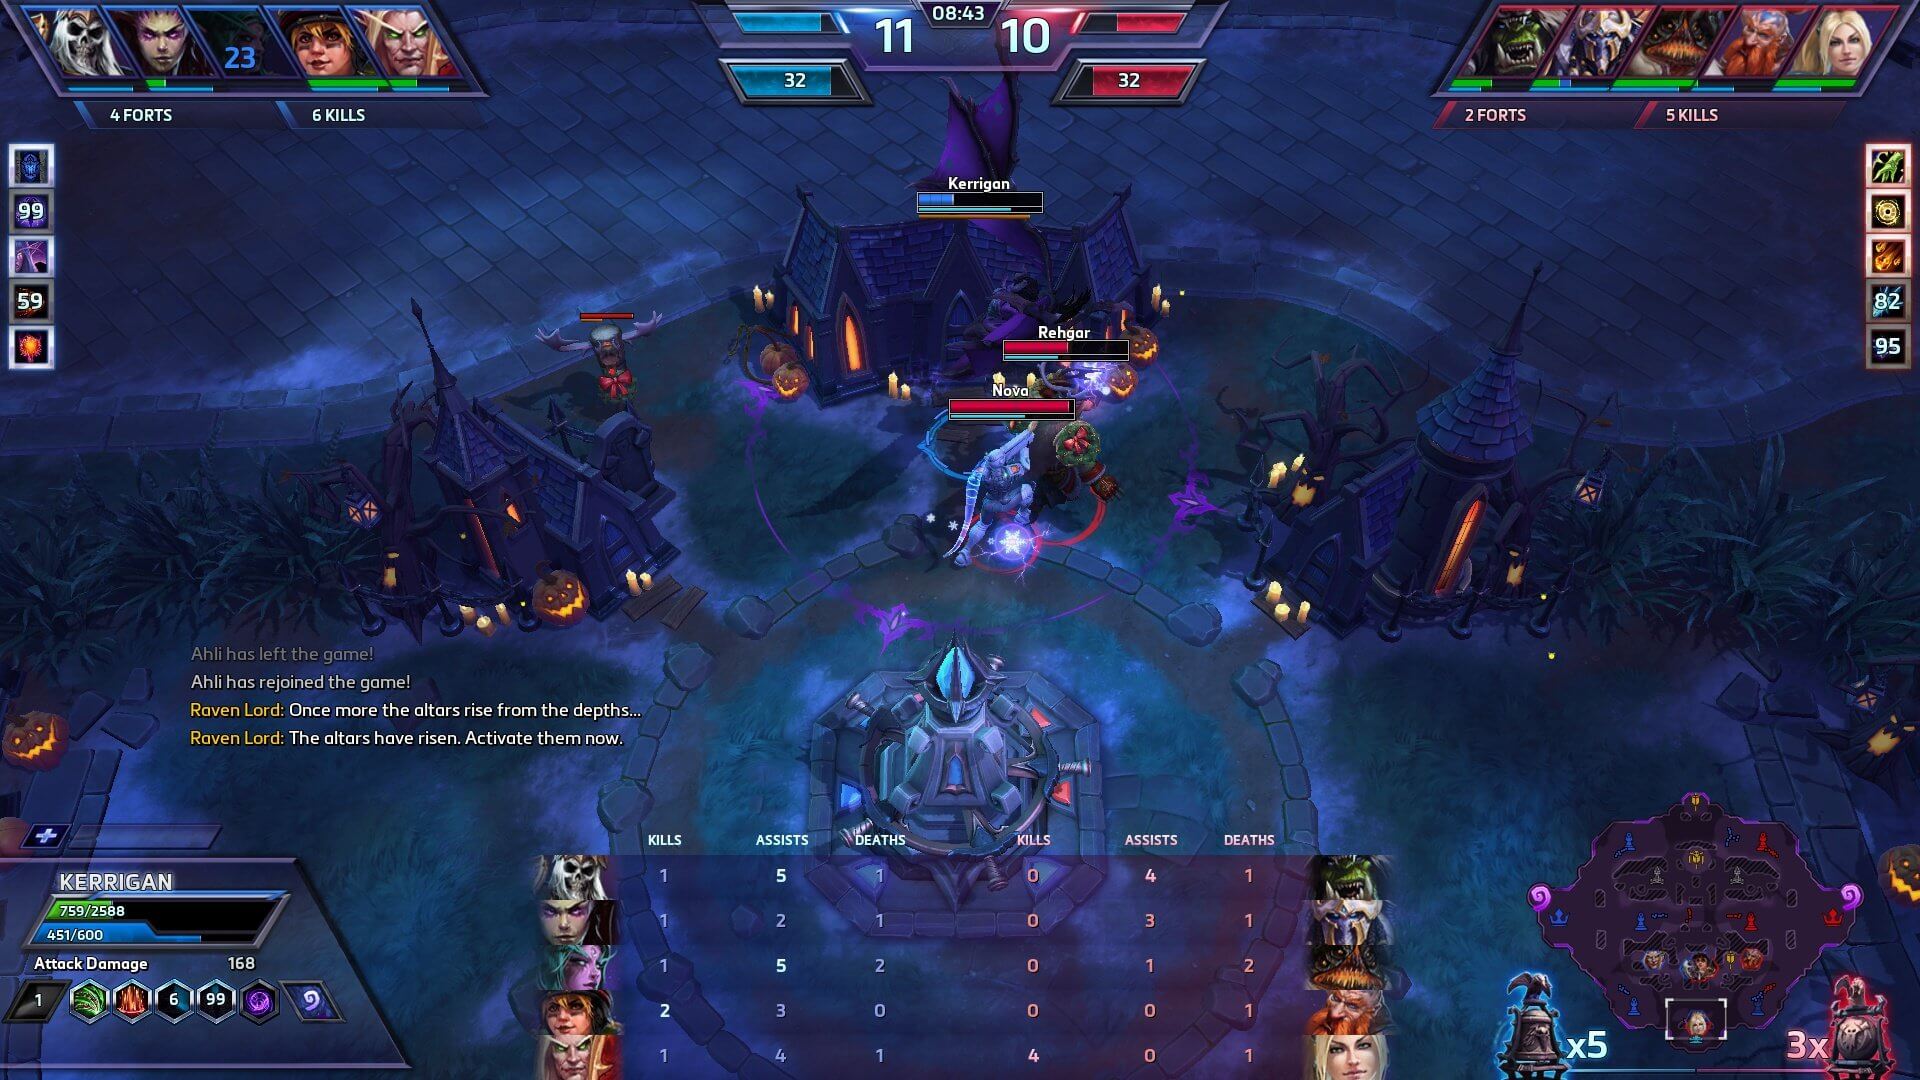 08:43
11
10
23
32
32
4 FORTS
6 KILLS
2 FORTS
5 KILLS
99
59
82
95
Kerrigan
Rehgar
Nova
Ahli has left the game!
Ahli has rejoined the game!
Raven Lord: Once more the altars rise from the depths...
Raven Lord: The altars have risen. Activate them now.
KERRIGAN
759/2588
451/600
Attack Damage 168
1
6
99
KILLS ASSISTS DEATHS KILLS ASSISTS DEATHS
1 5 1 0 4 1
1 2 1 0 3 1
1 5 2 0 1 2
2 3 0 0 0 1
1 4 1 4 0 1
x5
3x